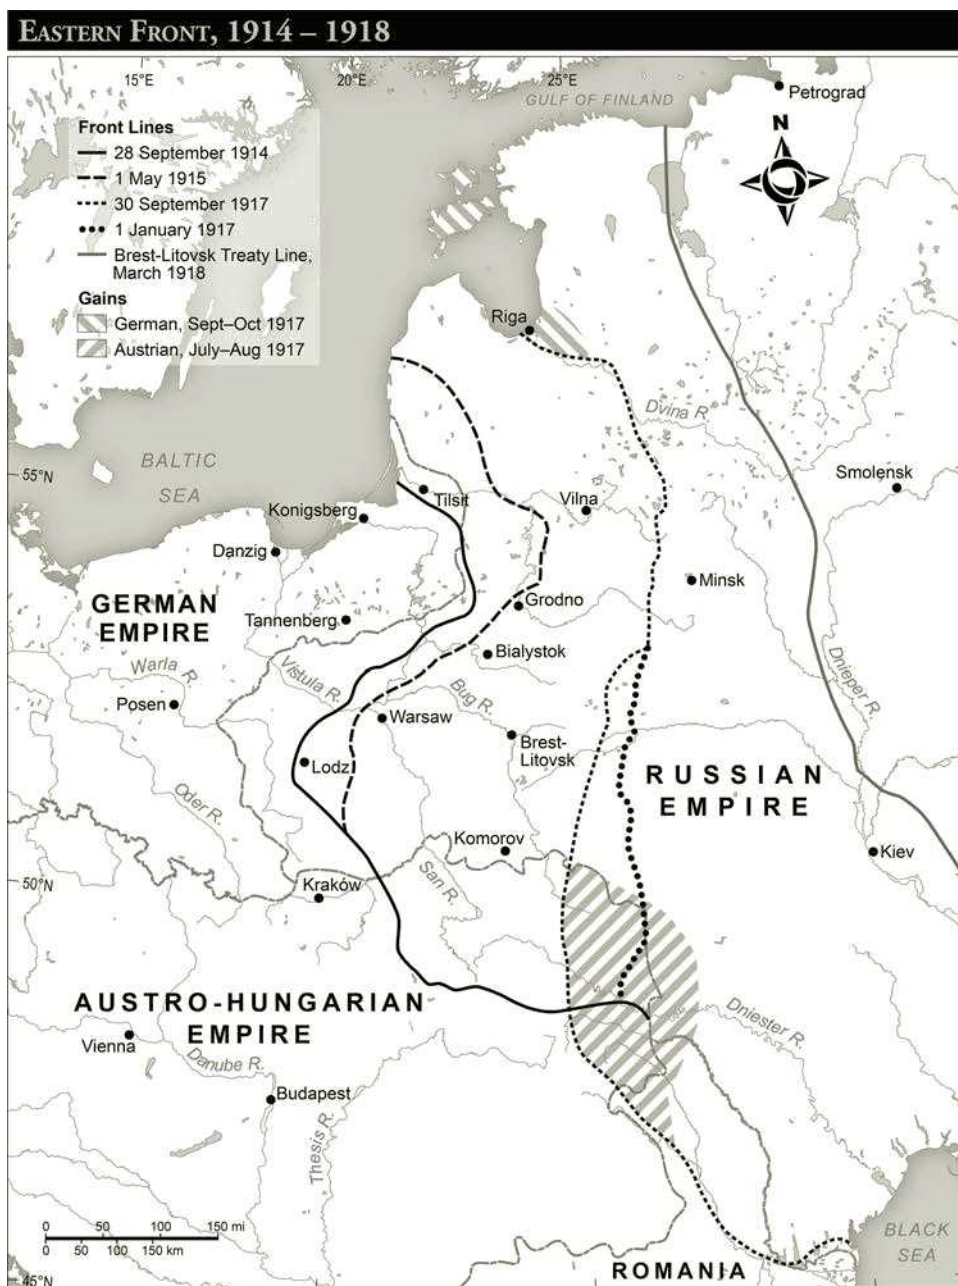 EASTERN FRONT, 1914 – 1918
15°E
20°E
25°E
GULF OF FINLAND
Petrograd
N
Front Lines
28 September 1914
1 May 1915
30 September 1917
1 January 1917
Brest-Litovsk Treaty Line,
March 1918
Gains
German, Sept–Oct 1917
Austrian, July–Aug 1917
Riga
Dvina R.
55°N
BALTIC
SEA
Smolensk
Tilsit
Vilna
Konigsberg
Danzig
Minsk
GERMAN
EMPIRE
Grodno
Tannenberg
Bialystok
Warla R.
Vistula R.
Bug R.
Dnieper R.
Posen
Warsaw
Brest-
Litovsk
Lodz
RUSSIAN
EMPIRE
Oder R.
Komorov
Kiev
San R.
50°N
Kraków
AUSTRO-HUNGARIAN
EMPIRE
Dniester R.
Vienna
Danube R.
Budapest
Thesis R.
0 50 100 150 mi
0 50 100 150 km
BLACK
SEA
ROMANIA
45°N